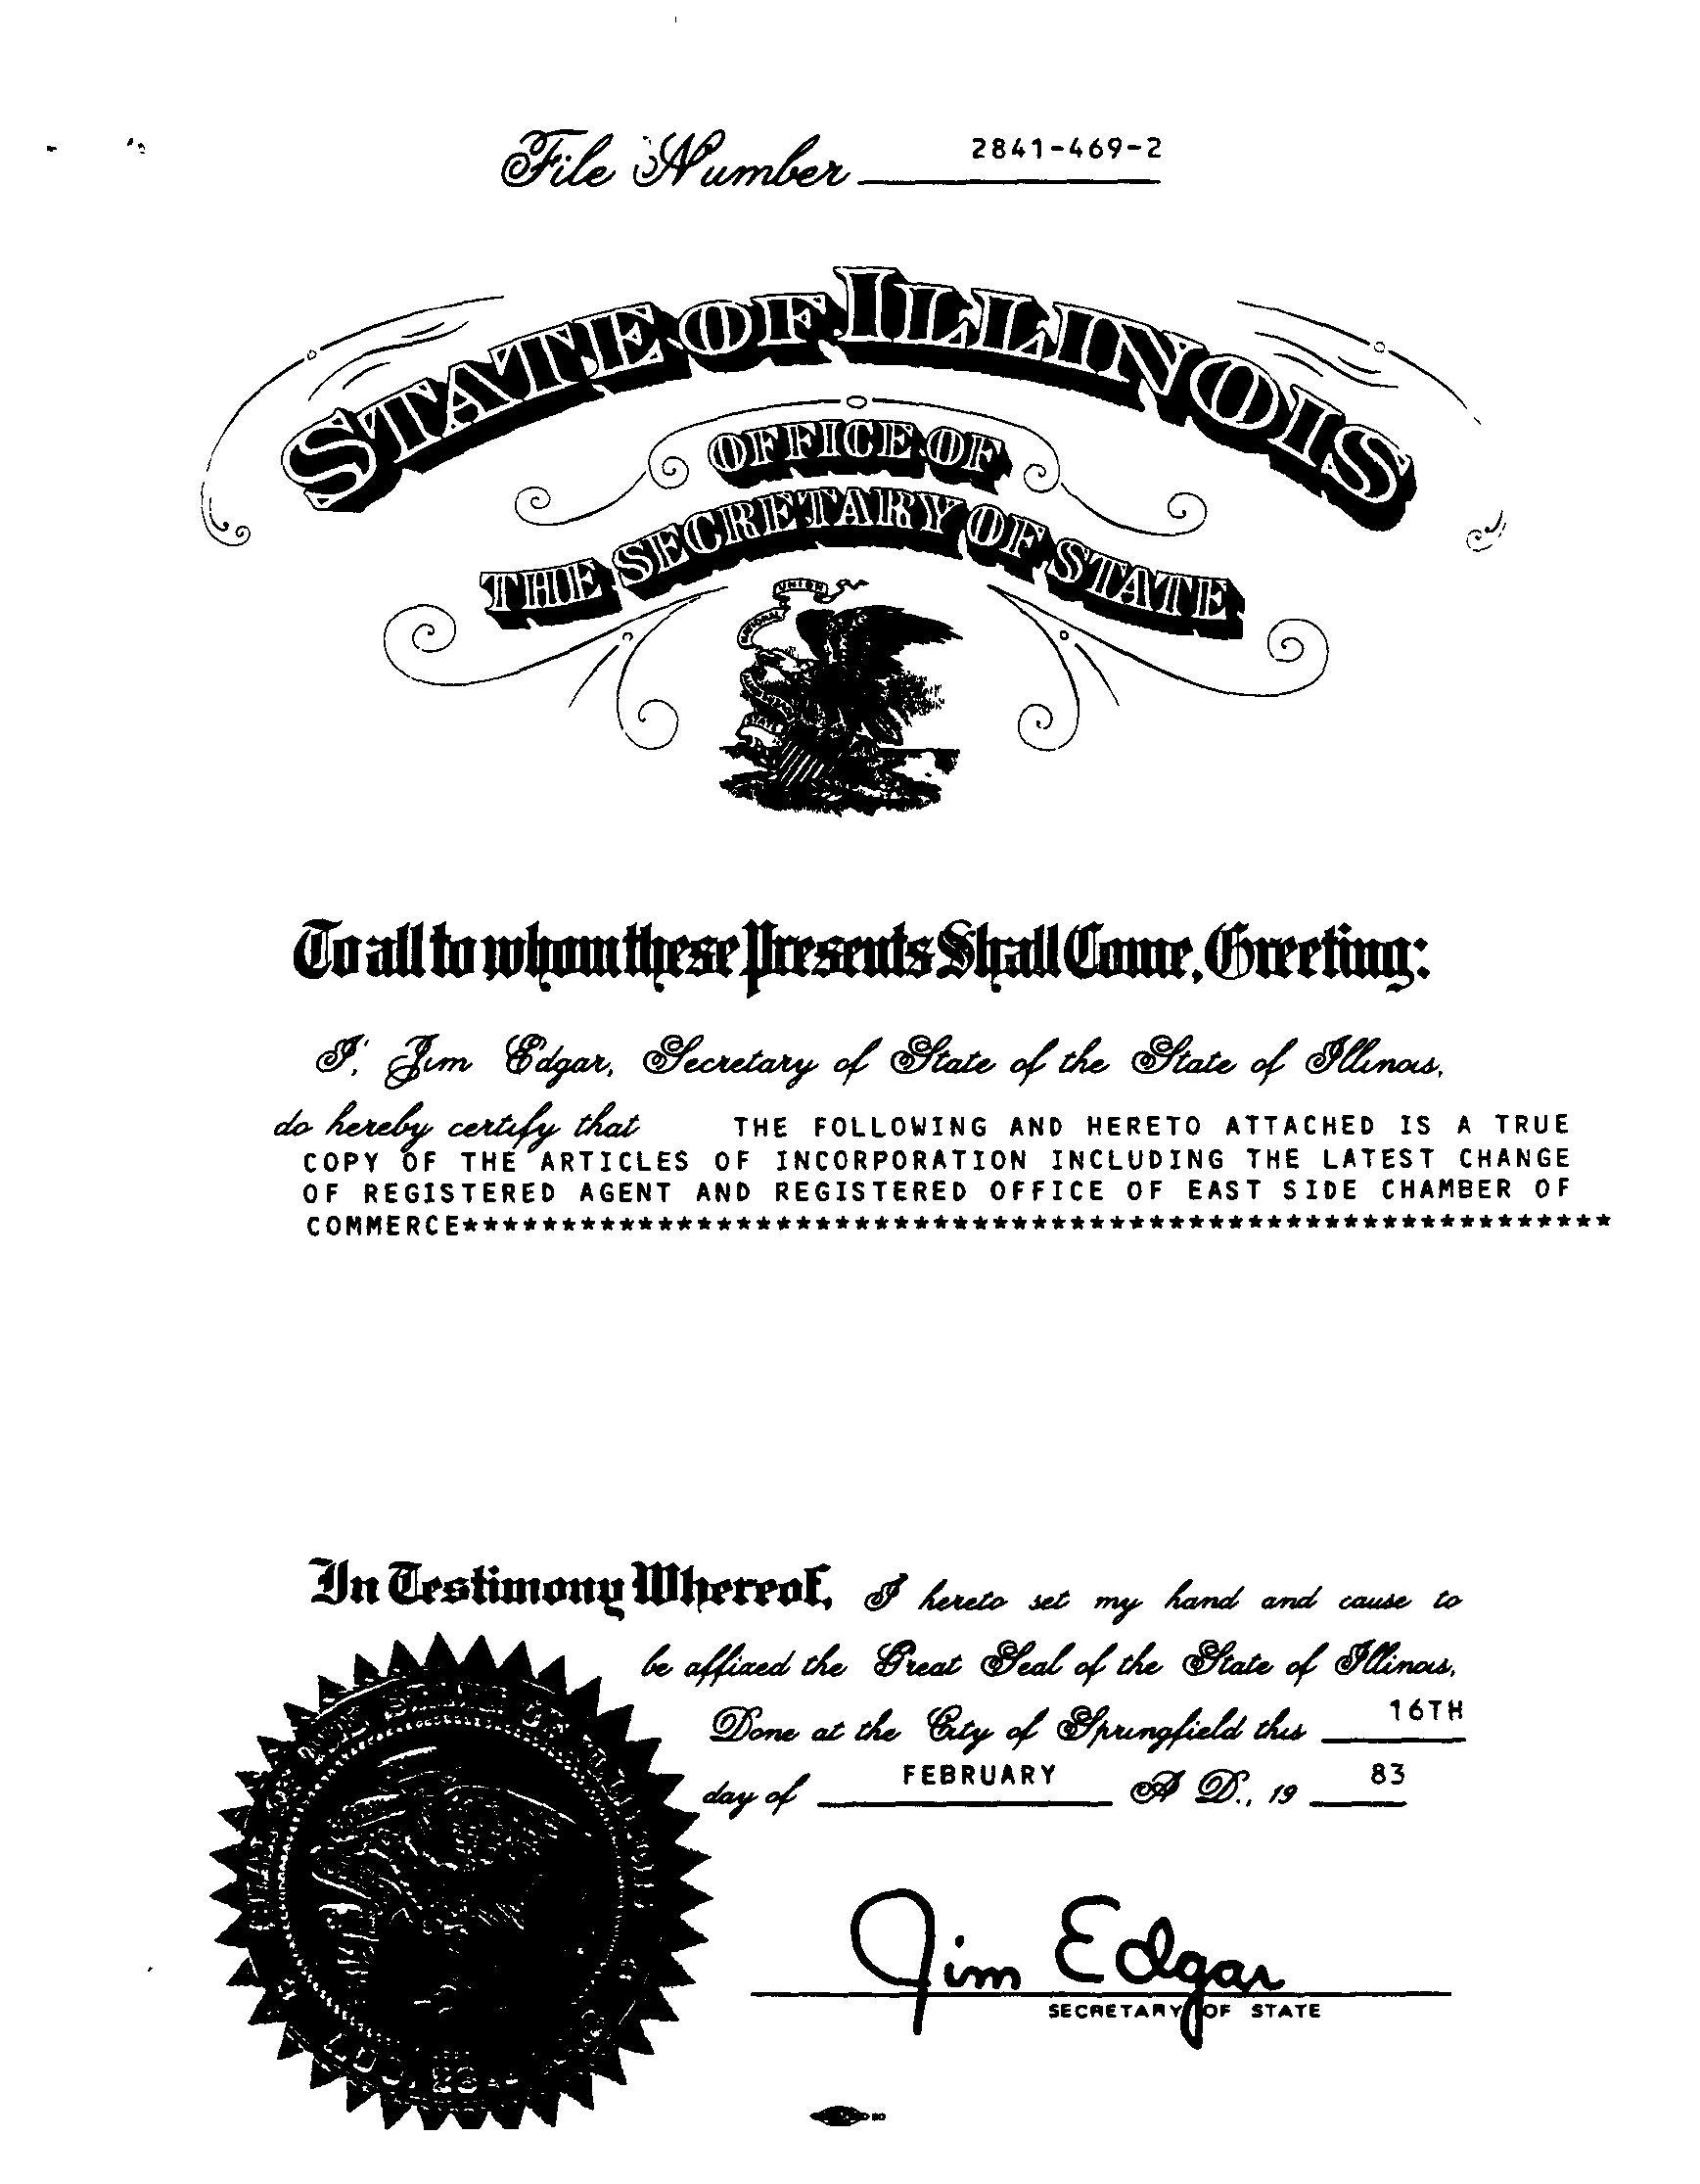 File Number 2841-469-2
STATE OF ILLINOIS
OFFICE OF
THE SECRETARY OF STATE
UNION
NATIONAL
STATE
To all to whom these Presents Shall Come, Greeting:
I, Jim Edgar, Secretary of State of the State of Illinois,
do hereby certify that THE FOLLOWING AND HERETO ATTACHED IS A TRUE
COPY OF THE ARTICLES OF INCORPORATION INCLUDING THE LATEST CHANGE
OF REGISTERED AGENT AND REGISTERED OFFICE OF EAST SIDE CHAMBER OF
COMMERCE***********************************************************
In Testimony Whereof, I hereto set my hand and cause to
be affixed the Great Seal of the State of Illinois,
Done at the City of Springfield this 16TH
day of FEBRUARY A D., 19 83
Jim Edgar
SECRETARY OF STATE